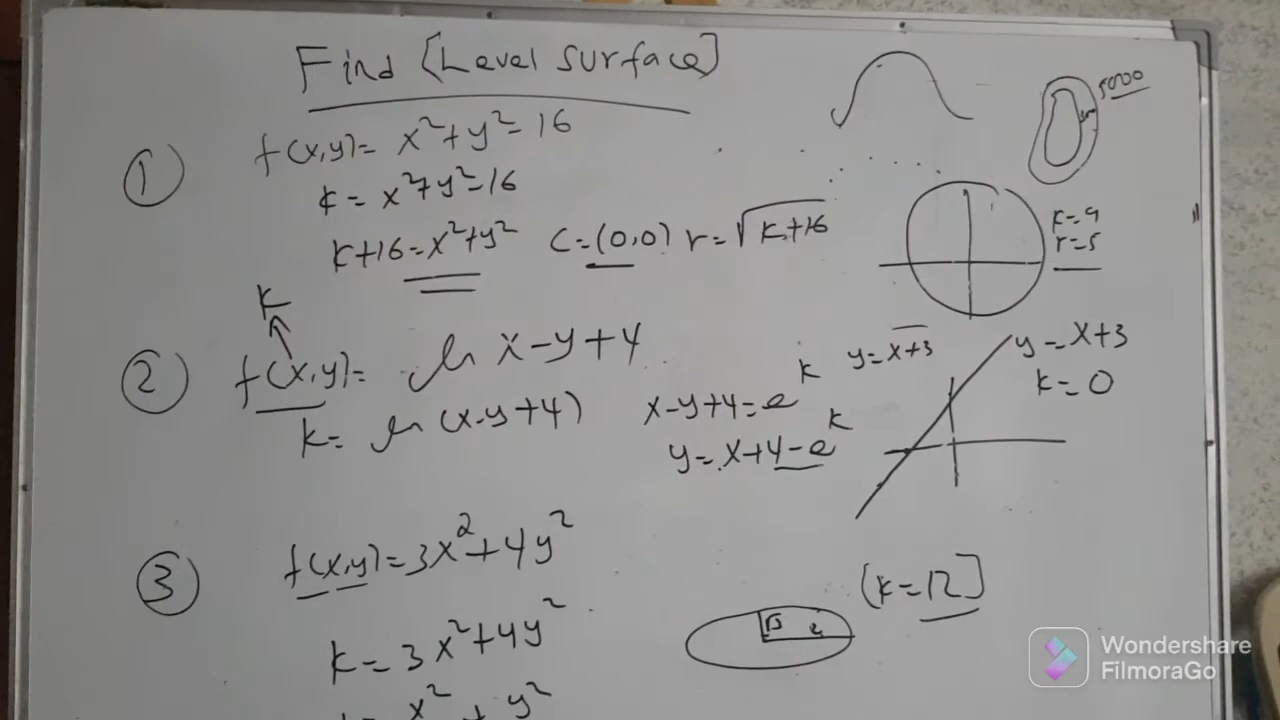 Find [Level surface]
5000
① f(x,y)= x²+y²-16
k = x²+y²-16
k+16=x²+y² C=(0,0) r=√k+16
k=9
r=5
k
② f(x,y)= ln x-y+4
k= ln(x-y+4) x-y+4=e^k y=x+3
y=x+4-e^k
y=x+3
k=0
③ f(x,y)=3x²+4y²
k=3x²+4y²
√3 2 (k=12]
x² + y²
Wondershare
FilmoraGo